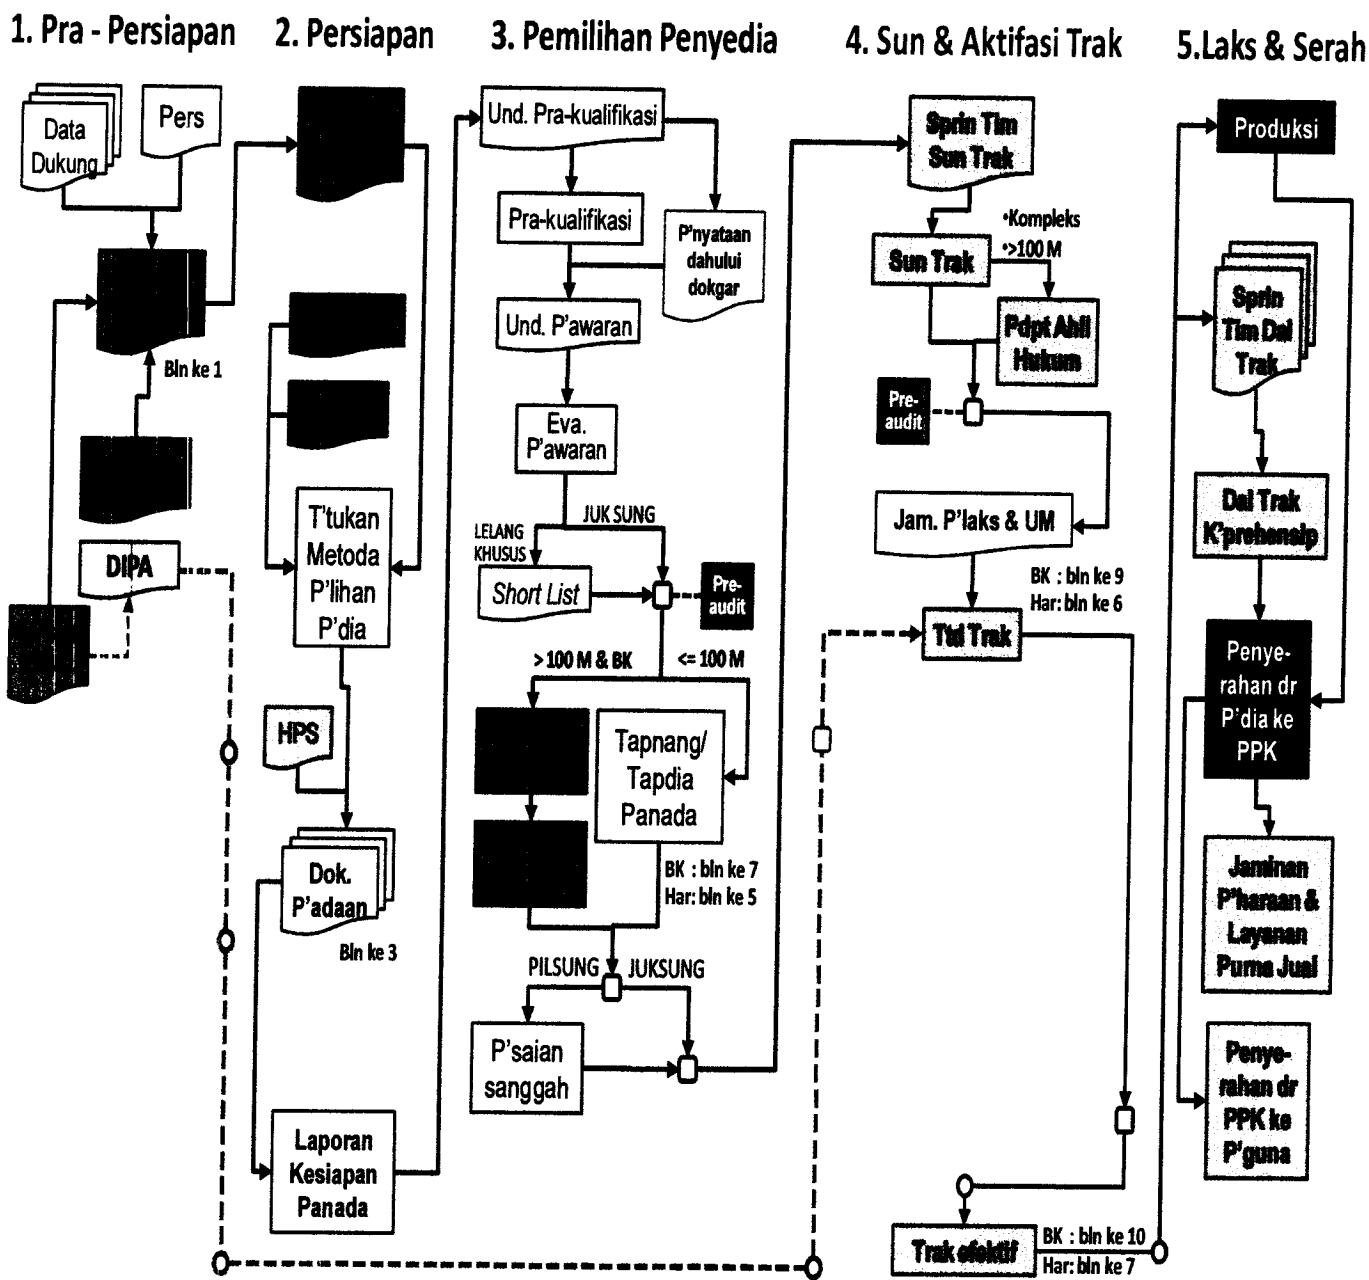 1. Pra - Persiapan
2. Persiapan
3. Pemilihan Penyedia
4. Sun & Aktifasi Trak
5.Laks & Serah
Data
Dukung
Pers
Bln ke 1
DIPA
T'tukan
Metoda
P'lihan
P'dia
HPS
Dok.
P'adaan
Bln ke 3
Laporan
Kesiapan
Panada
Und. Pra-kualifikasi
Pra-kualifikasi
P'nyataan
dahului
dokgar
Und. P'awaran
Eva.
P'awaran
JUK SUNG
LELANG
KHUSUS
Short List
Pre-
audit
> 100 M & BK
<= 100 M
Tapnang/
Tapdia
Panada
BK : bln ke 7
Har: bln ke 5
PILSUNG
JUKSUNG
P'saian
sanggah
Sprin Tim
Sun Trak
•Kompleks
•>100 M
Sun Trak
Pdpt Ahli
Hukum
Pre-
audit
Jam. P'laks & UM
BK : bln ke 9
Har: bln ke 6
Ttd Trak
Trak efektif
BK : bln ke 10
Har: bln ke 7
Produksi
Sprin
Tim Dal
Trak
Dal Trak
K'prehensip
Penye-
rahan dr
P'dia ke
PPK
Jaminan
P'haraan &
Layanan
Purna Jual
Penye-
rahan dr
PPK ke
P'guna